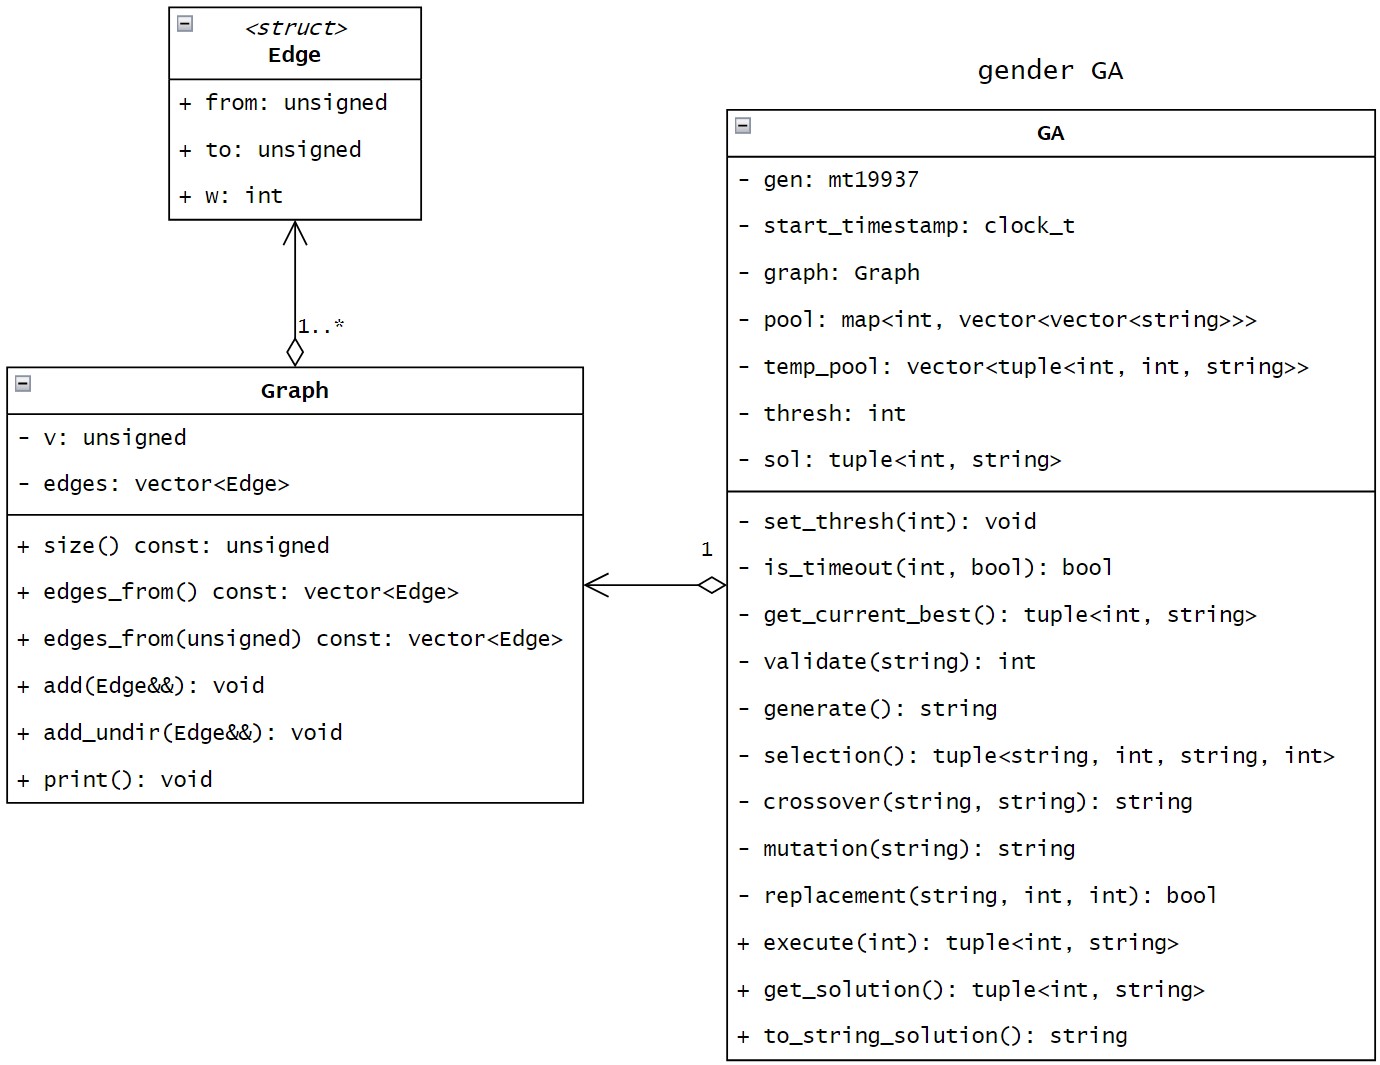 <struct>
Edge
+ from: unsigned
+ to: unsigned
+ w: int
1..*
Graph
- v: unsigned
- edges: vector<Edge>
+ size() const: unsigned
+ edges_from() const: vector<Edge>
+ edges_from(unsigned) const: vector<Edge>
+ add(Edge&&): void
+ add_undir(Edge&&): void
+ print(): void
1
gender GA
GA
- gen: mt19937
- start_timestamp: clock_t
- graph: Graph
- pool: map<int, vector<vector<string>>>
- temp_pool: vector<tuple<int, int, string>>
- thresh: int
- sol: tuple<int, string>
- set_thresh(int): void
- is_timeout(int, bool): bool
- get_current_best(): tuple<int, string>
- validate(string): int
- generate(): string
- selection(): tuple<string, int, string, int>
- crossover(string, string): string
- mutation(string): string
- replacement(string, int, int): bool
+ execute(int): tuple<int, string>
+ get_solution(): tuple<int, string>
+ to_string_solution(): string